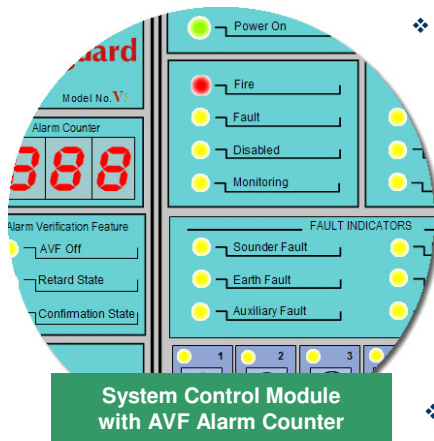 Power On
uard
Model No. V5
Fire
Fault
Disabled
Monitoring
Alarm Counter
388
Alarm Verification Feature
AVF Off
Retard State
Confirmation State
FAULT INDICATORS
Sounder Fault
Earth Fault
Auxiliary Fault
1 2 3
System Control Module
with AVF Alarm Counter